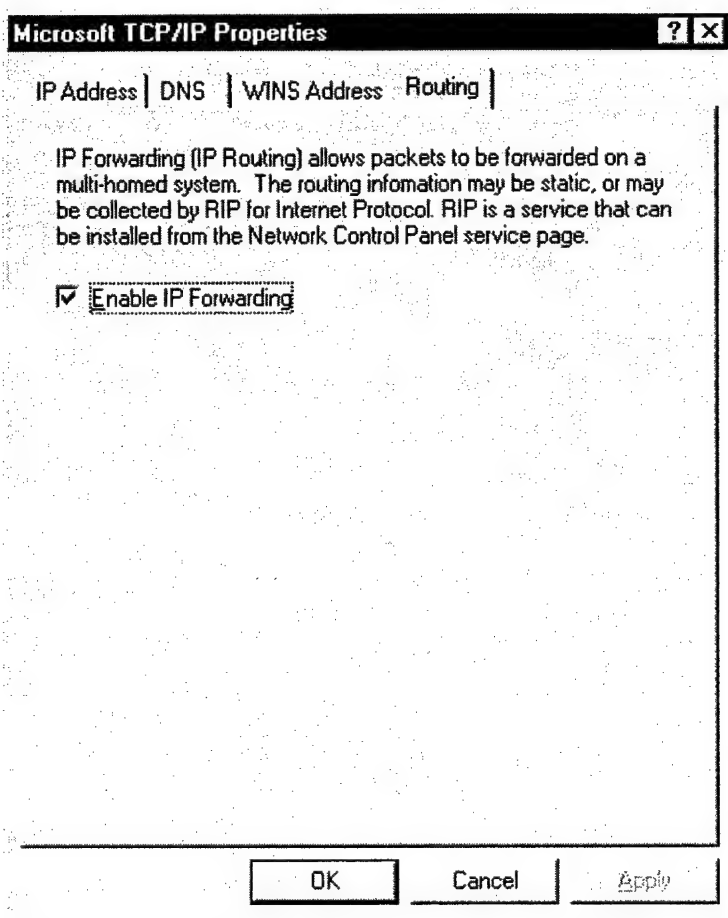 Microsoft TCP/IP Properties ? X
IP Address DNS WINS Address Routing
IP Forwarding (IP Routing) allows packets to be forwarded on a
multi-homed system. The routing infomation may be static, or may
be collected by RIP for Internet Protocol. RIP is a service that can
be installed from the Network Control Panel service page.
Enable IP Forwarding
OK Cancel Apply